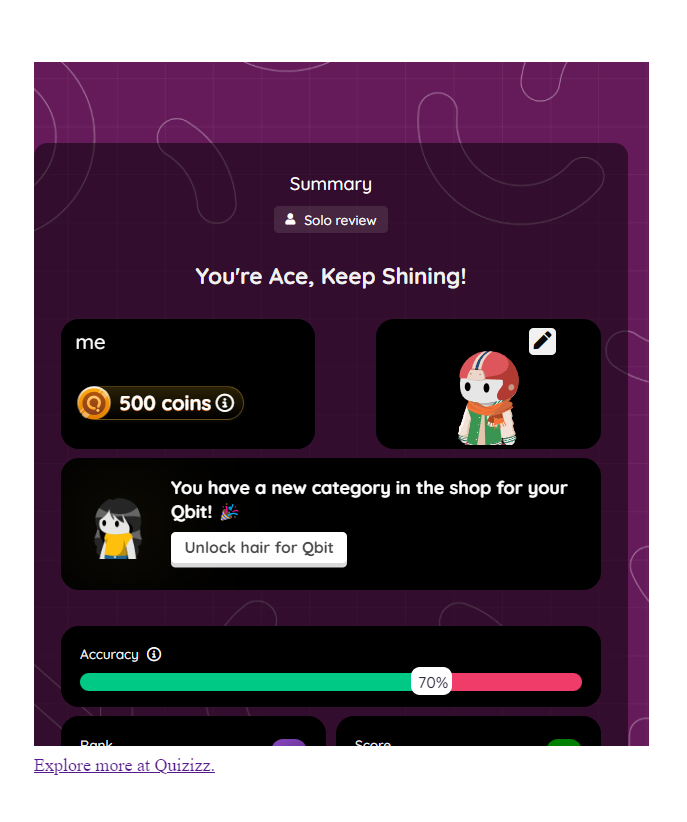 Summary
Solo review
You're Ace, Keep Shining!
me
500 coins
You have a new category in the shop for your
Qbit! 🎉
Unlock hair for Qbit
Accuracy
70%
Rank
Score
Explore more at Quizizz.